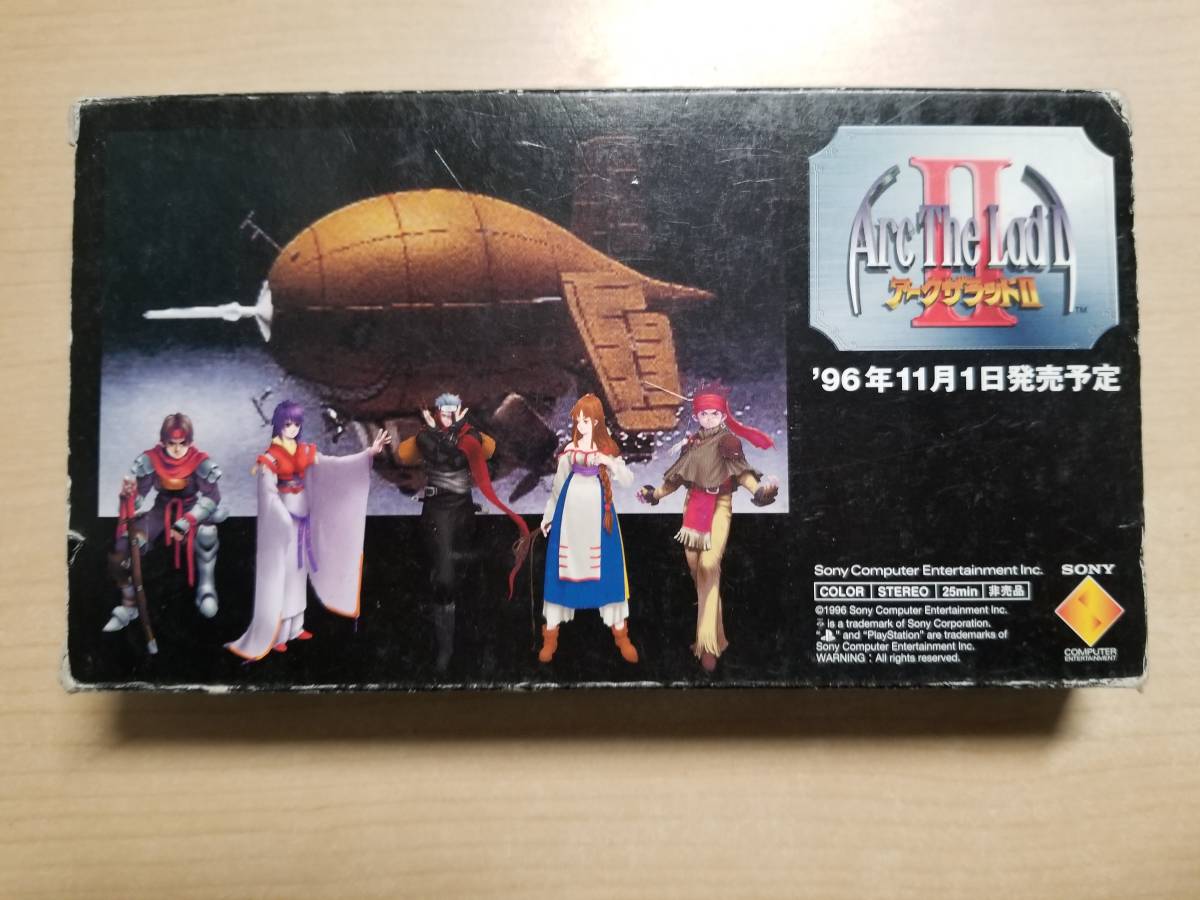 II
Arc The Lad II
アークザラッドII
TM
'96年11月1日発売予定
Sony Computer Entertainment Inc.
COLOR STEREO 25min 非売品
©1996 Sony Computer Entertainment Inc.
is a trademark of Sony Corporation.
" " and "PlayStation" are trademarks of
Sony Computer Entertainment Inc.
WARNING : All rights reserved.
SONY
COMPUTER
ENTERTAINMENT